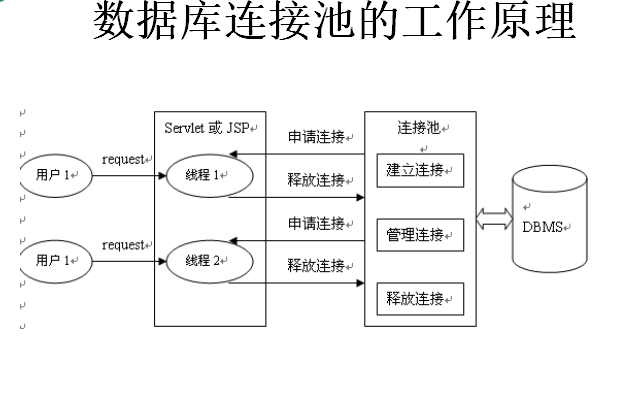 数据库连接池的工作原理
Servlet 或 JSP
连接池
申请连接
request
用户 1
线程 1
建立连接
释放连接
申请连接
DBMS
request
管理连接
用户 1
线程 2
释放连接
释放连接